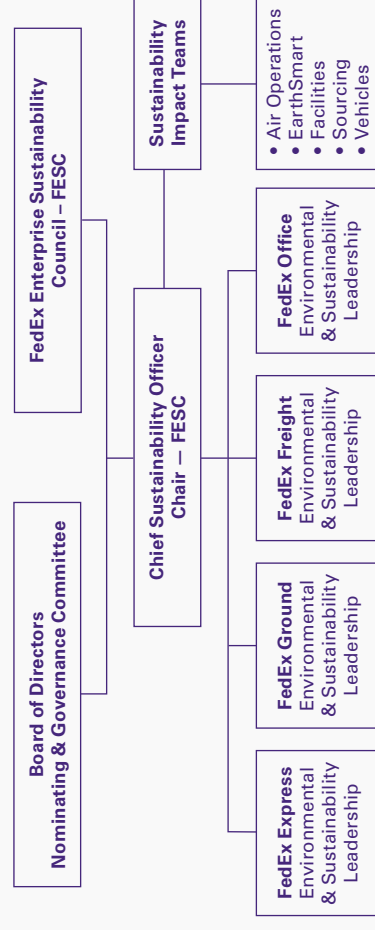 Board of Directors
Nominating & Governance Committee
FedEx Enterprise Sustainability
Council – FESC
Chief Sustainability Officer
Chair — FESC
Sustainability
Impact Teams
FedEx Express
Environmental
& Sustainability
Leadership
FedEx Ground
Environmental
& Sustainability
Leadership
FedEx Freight
Environmental
& Sustainability
Leadership
FedEx Office
Environmental
& Sustainability
Leadership
• Air Operations
• EarthSmart
• Facilities
• Sourcing
• Vehicles